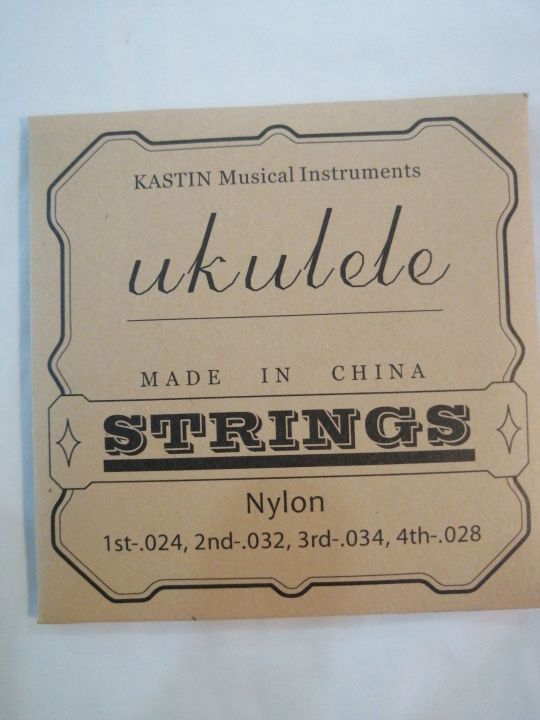 KASTIN Musical Instruments
ukulele
MADE IN CHINA
STRINGS
Nylon
1st-.024, 2nd-.032, 3rd-.034, 4th-.028